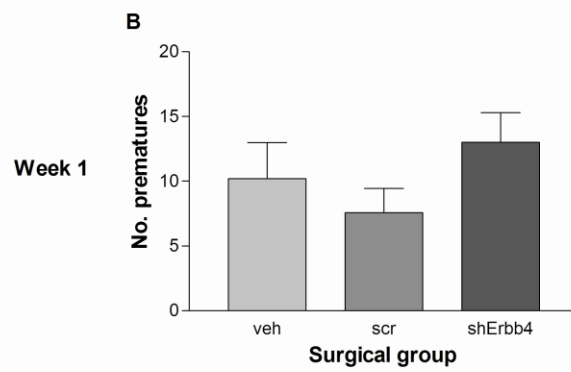 B
Week 1
No. prematures
20
15
10
5
0
veh scr shErbb4
Surgical group